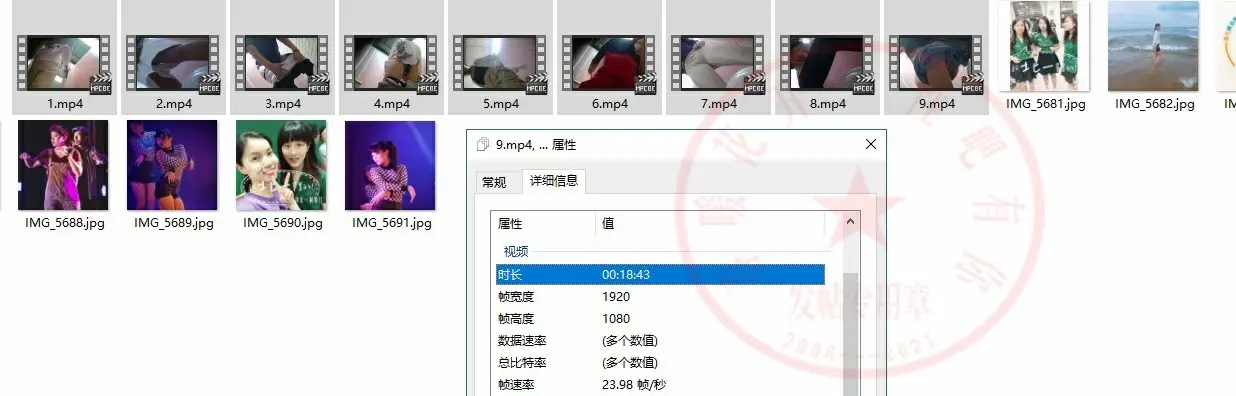 1.mp4
2.mp4
3.mp4
4.mp4
5.mp4
6.mp4
7.mp4
8.mp4
9.mp4
IMG_5681.jpg
IMG_5682.jpg
IMG_5688.jpg
IMG_5689.jpg
IMG_5690.jpg
IMG_5691.jpg
9.mp4, ... 属性
常规
详细信息
属性
值
视频
时长 00:18:43
帧宽度 1920
帧高度 1080
数据速率 (多个数值)
总比特率 (多个数值)
帧速率 23.98 帧/秒
吧有你
发帖专用章